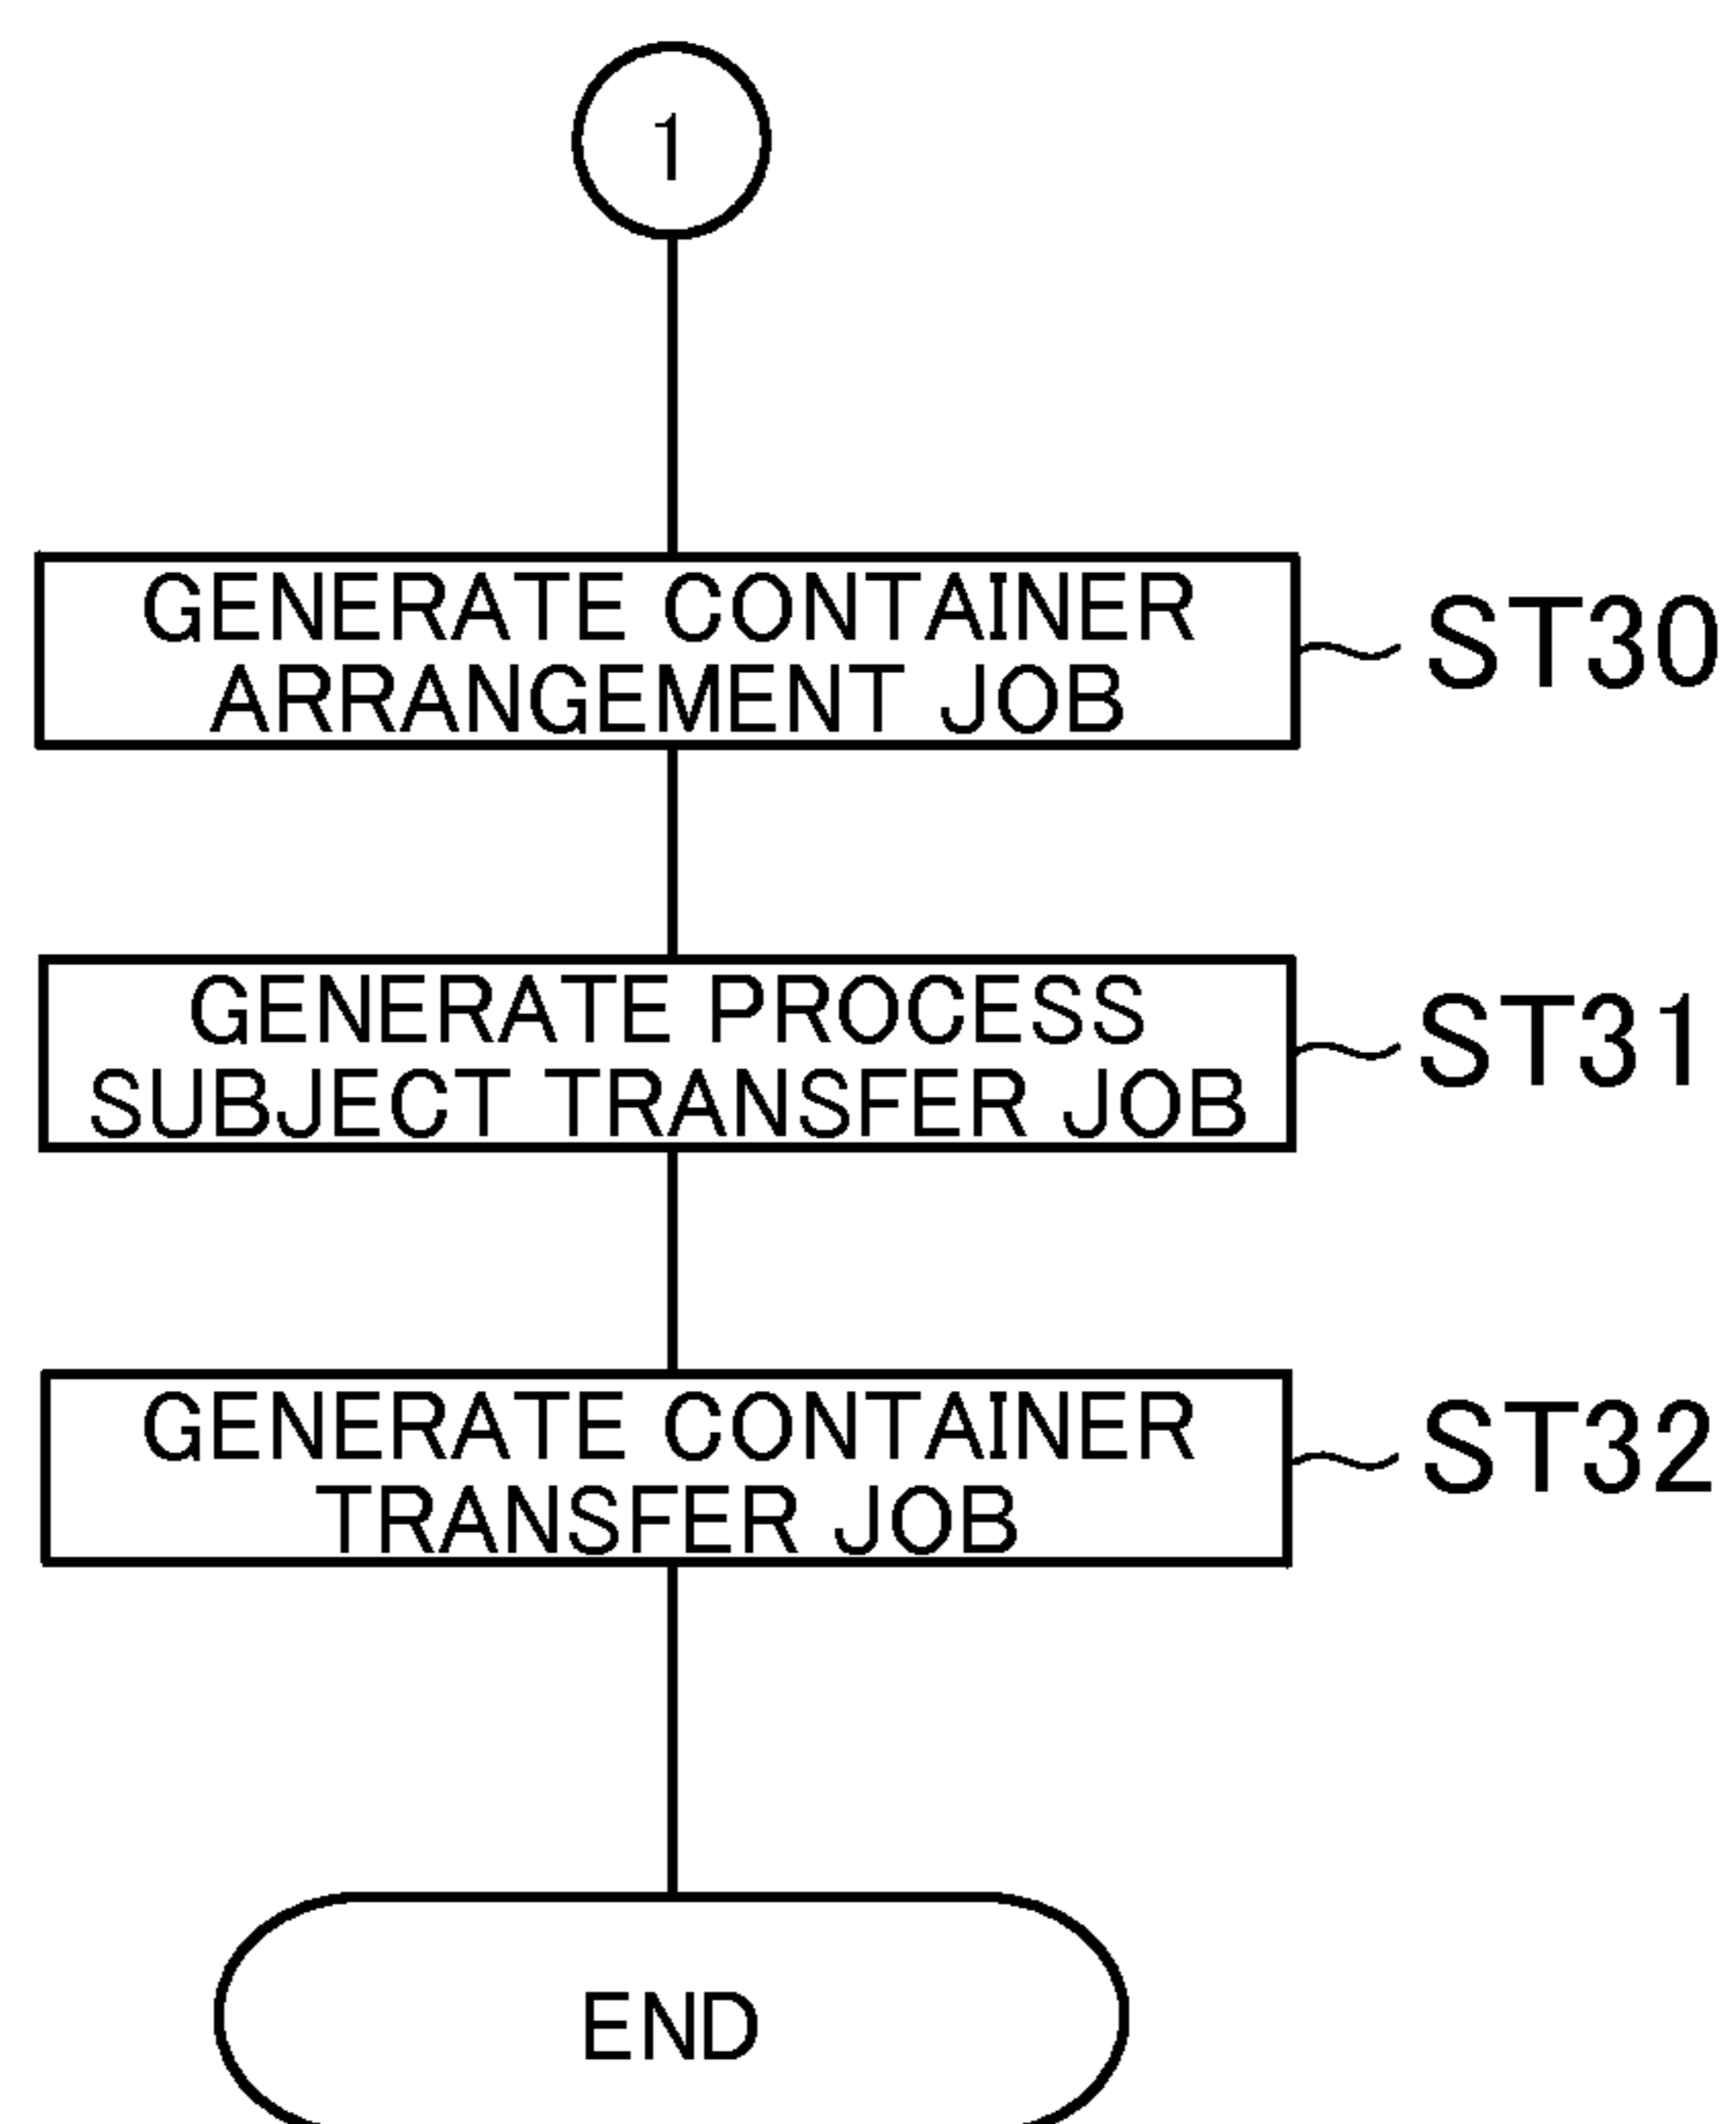 1
GENERATE CONTAINER
ARRANGEMENT JOB
ST30
GENERATE PROCESS
SUBJECT TRANSFER JOB
ST31
GENERATE CONTAINER
TRANSFER JOB
ST32
END